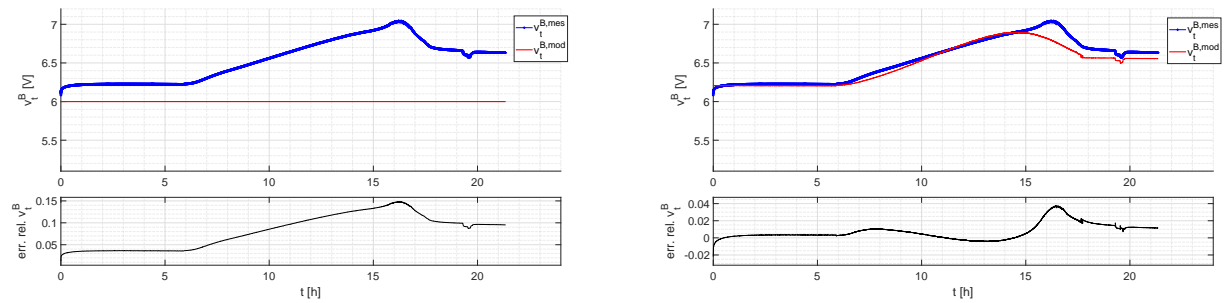 7
6.5
6
5.5
v_t^B [V]
v_t^{B,mes}
v_t^{B,mod}
0 5 10 15 20
0.15
0.1
0.05
err. rel. v_t^B
0 5 10 15 20
t [h]
7
6.5
6
5.5
v_t^B [V]
v_t^{B,mes}
v_t^{B,mod}
0 5 10 15 20
0.04
0.02
0
-0.02
err. rel. v_t^B
0 5 10 15 20
t [h]